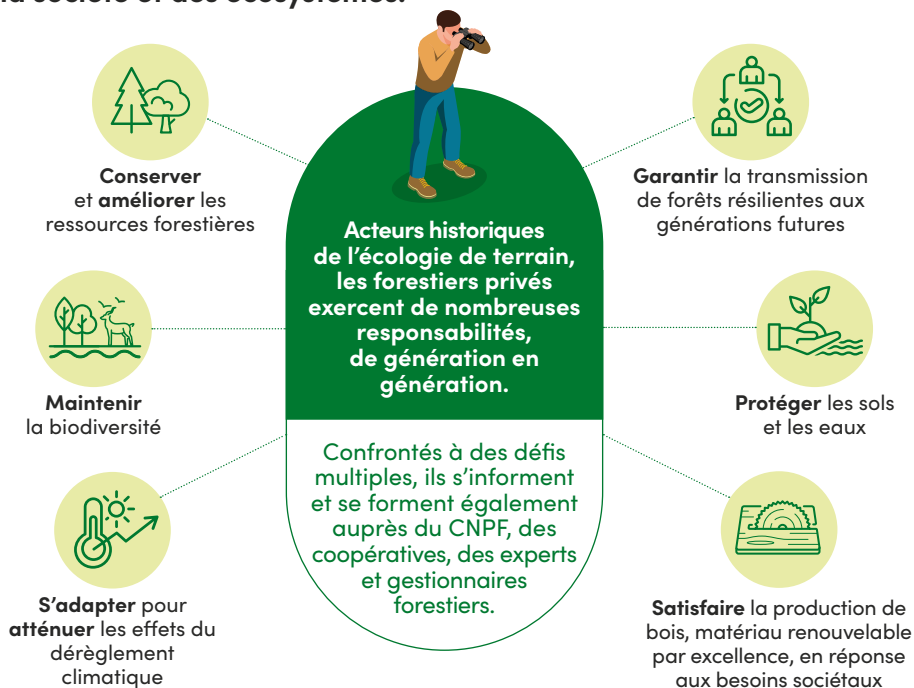 la société et des écosystèmes.
Conserver
et améliorer les
ressources forestières
Maintenir
la biodiversité
S'adapter pour
atténuer les effets du
dérèglement
climatique
Acteurs historiques
de l'écologie de terrain,
les forestiers privés
exercent de nombreuses
responsabilités,
de génération en
génération.
Confrontés à des défis
multiples, ils s'informent
et se forment également
auprès du CNPF, des
coopératives, des experts
et gestionnaires
forestiers.
Garantir la transmission
de forêts résilientes aux
générations futures
Protéger les sols
et les eaux
Satisfaire la production de
bois, matériau renouvelable
par excellence, en réponse
aux besoins sociétaux